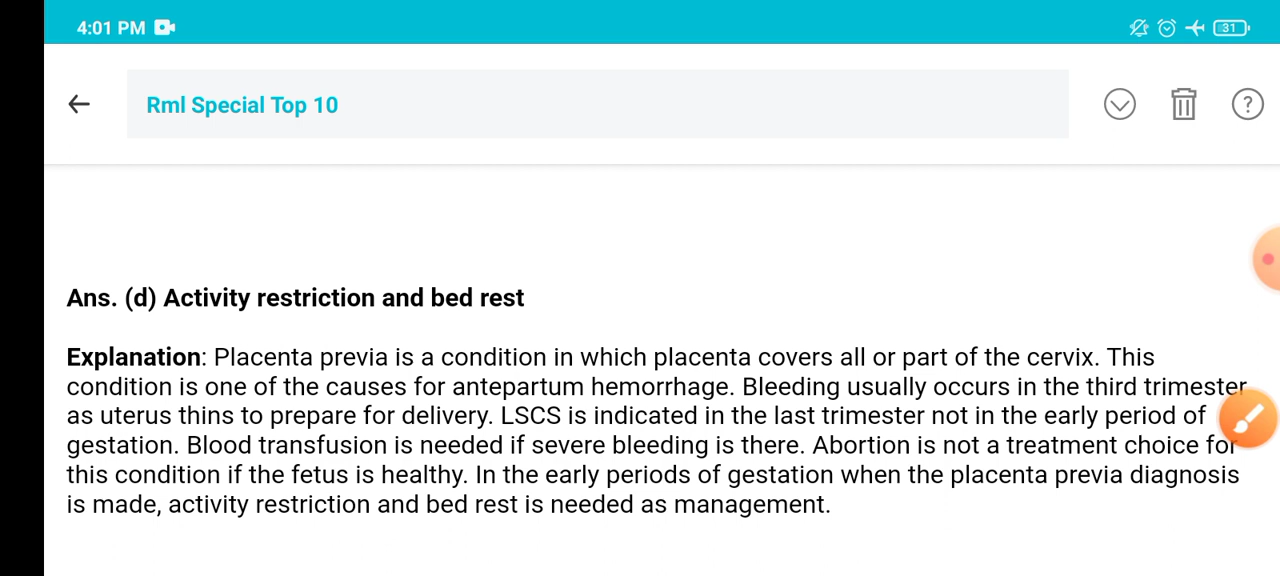 4:01 PM
31
Rml Special Top 10
?
Ans. (d) Activity restriction and bed rest
Explanation: Placenta previa is a condition in which placenta covers all or part of the cervix. This
condition is one of the causes for antepartum hemorrhage. Bleeding usually occurs in the third trimester
as uterus thins to prepare for delivery. LSCS is indicated in the last trimester not in the early period of
gestation. Blood transfusion is needed if severe bleeding is there. Abortion is not a treatment choice for
this condition if the fetus is healthy. In the early periods of gestation when the placenta previa diagnosis
is made, activity restriction and bed rest is needed as management.